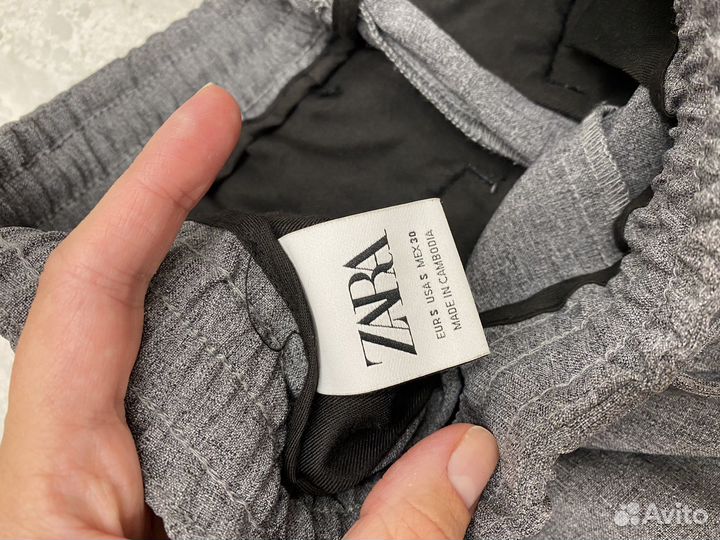 ZARA
EUR S USA S MEX 30
MADE IN CAMBODIA
Avito